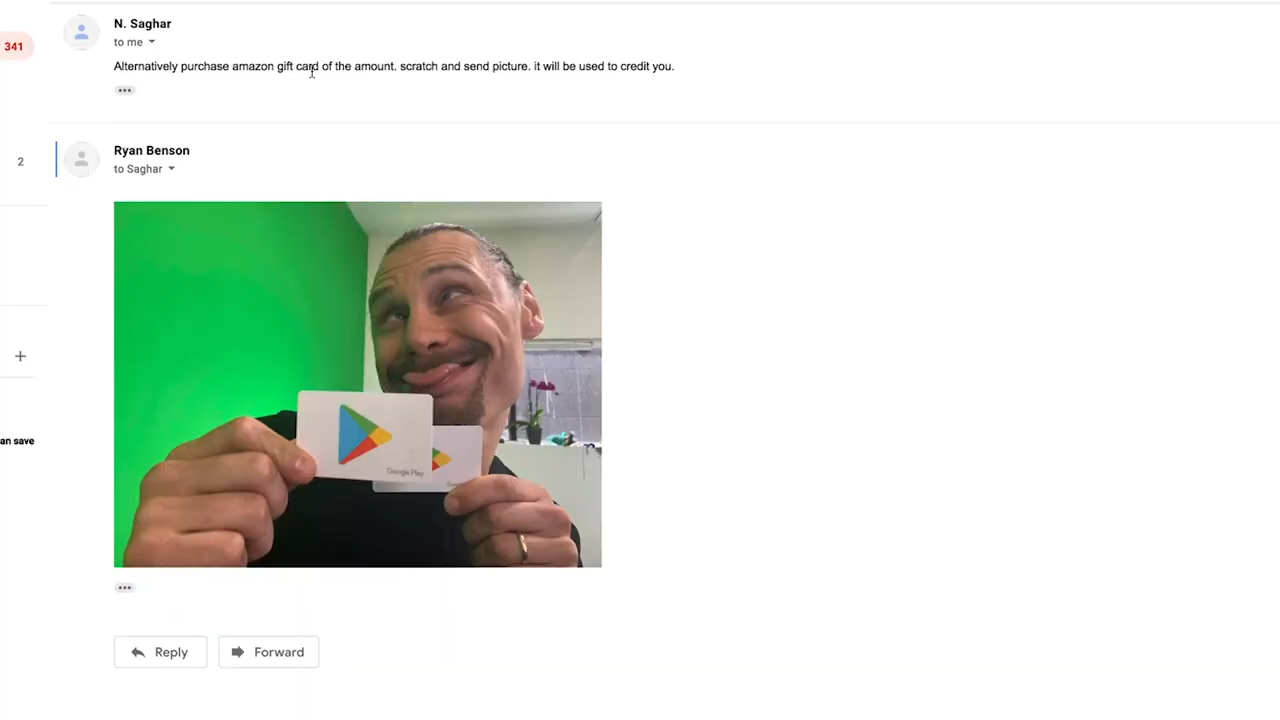 N. Saghar
341
to me
Alternatively purchase amazon gift card of the amount. scratch and send picture. it will be used to credit you.
Ryan Benson
2
to Saghar
an save
Google Play
Reply
Forward